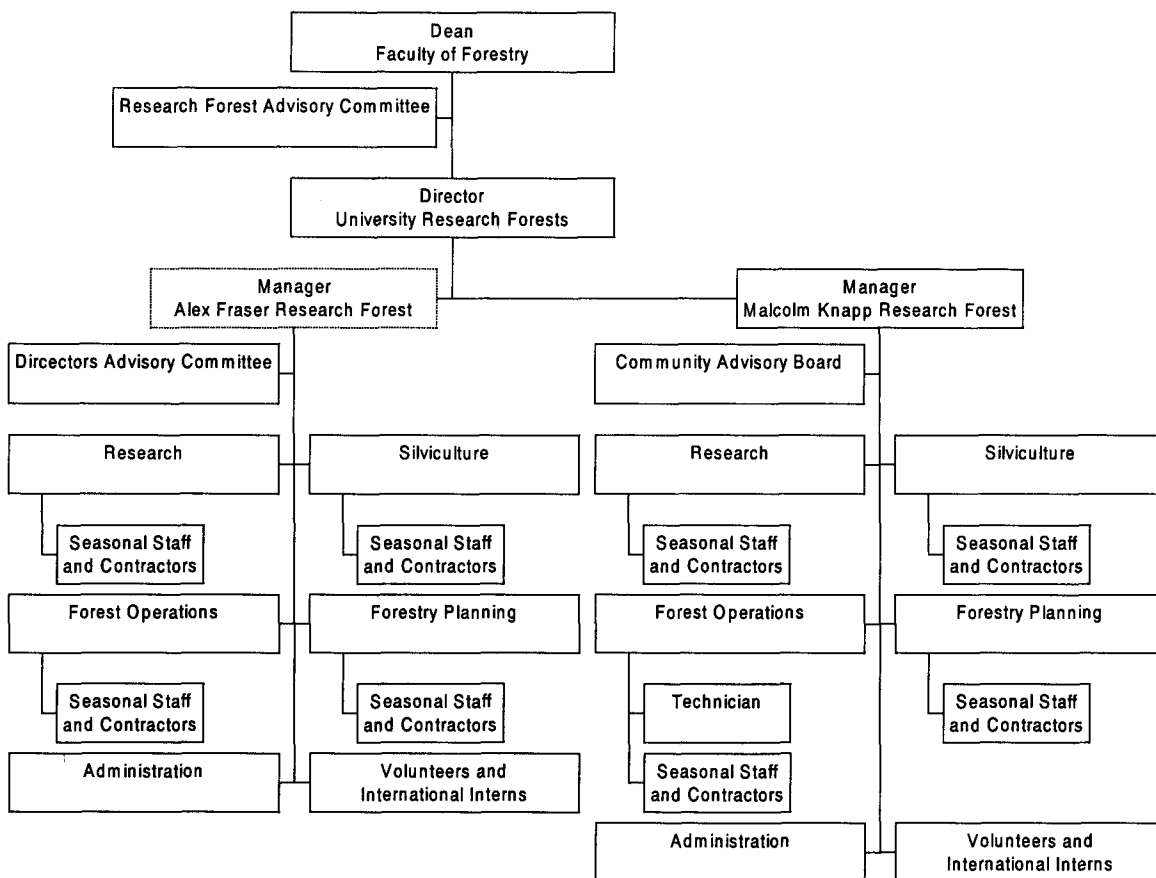 Dean
Faculty of Forestry
Research Forest Advisory Committee
Director
University Research Forests
Manager
Alex Fraser Research Forest
Manager
Malcolm Knapp Research Forest
Dircectors Advisory Committee
Community Advisory Board
Research
Silviculture
Research
Silviculture
Seasonal Staff
and Contractors
Seasonal Staff
and Contractors
Seasonal Staff
and Contractors
Seasonal Staff
and Contractors
Forest Operations
Forestry Planning
Forest Operations
Forestry Planning
Seasonal Staff
and Contractors
Seasonal Staff
and Contractors
Technician
Seasonal Staff
and Contractors
Administration
Volunteers and
International Interns
Seasonal Staff
and Contractors
Administration
Volunteers and
International Interns